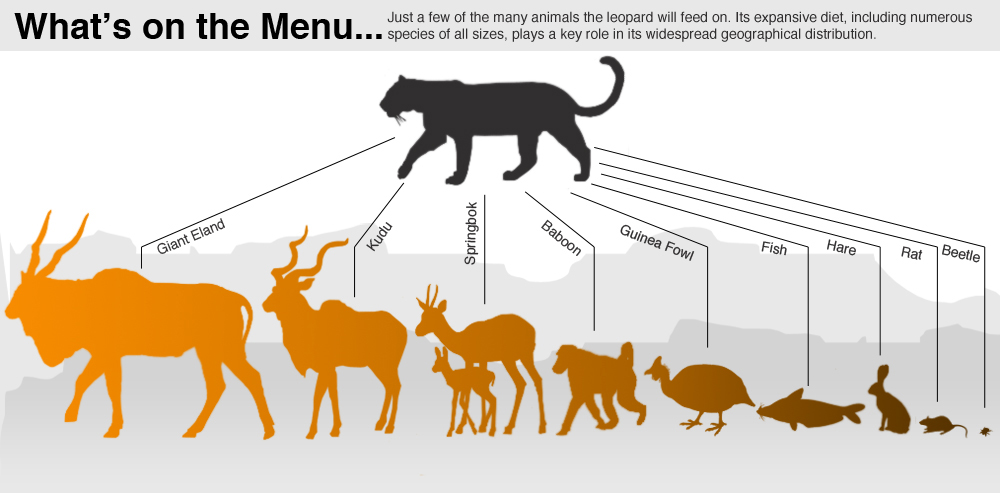 What's on the Menu...
Just a few of the many animals the leopard will feed on. Its expansive diet, including numerous
species of all sizes, plays a key role in its widespread geographical distribution.
Giant Eland
Kudu
Springbok
Baboon
Guinea Fowl
Fish
Hare
Rat
Beetle